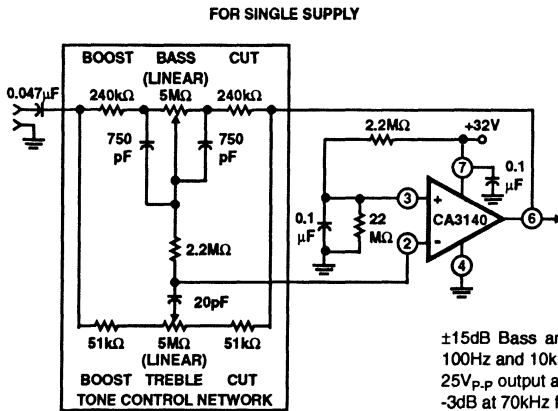 FOR SINGLE SUPPLY
BOOST BASS CUT
(LINEAR)
0.047μF
240kΩ 5MΩ 240kΩ
750
pF
750
pF
2.2MΩ
+32V
7
0.1
μF
3
+
CA3140
6
0.1
μF
22
MΩ
2
-
4
2.2MΩ
20pF
51kΩ 5MΩ 51kΩ
(LINEAR)
BOOST TREBLE CUT
TONE CONTROL NETWORK
±15dB Bass an
100Hz and 10k
25VP-P output a
-3dB at 70kHz f